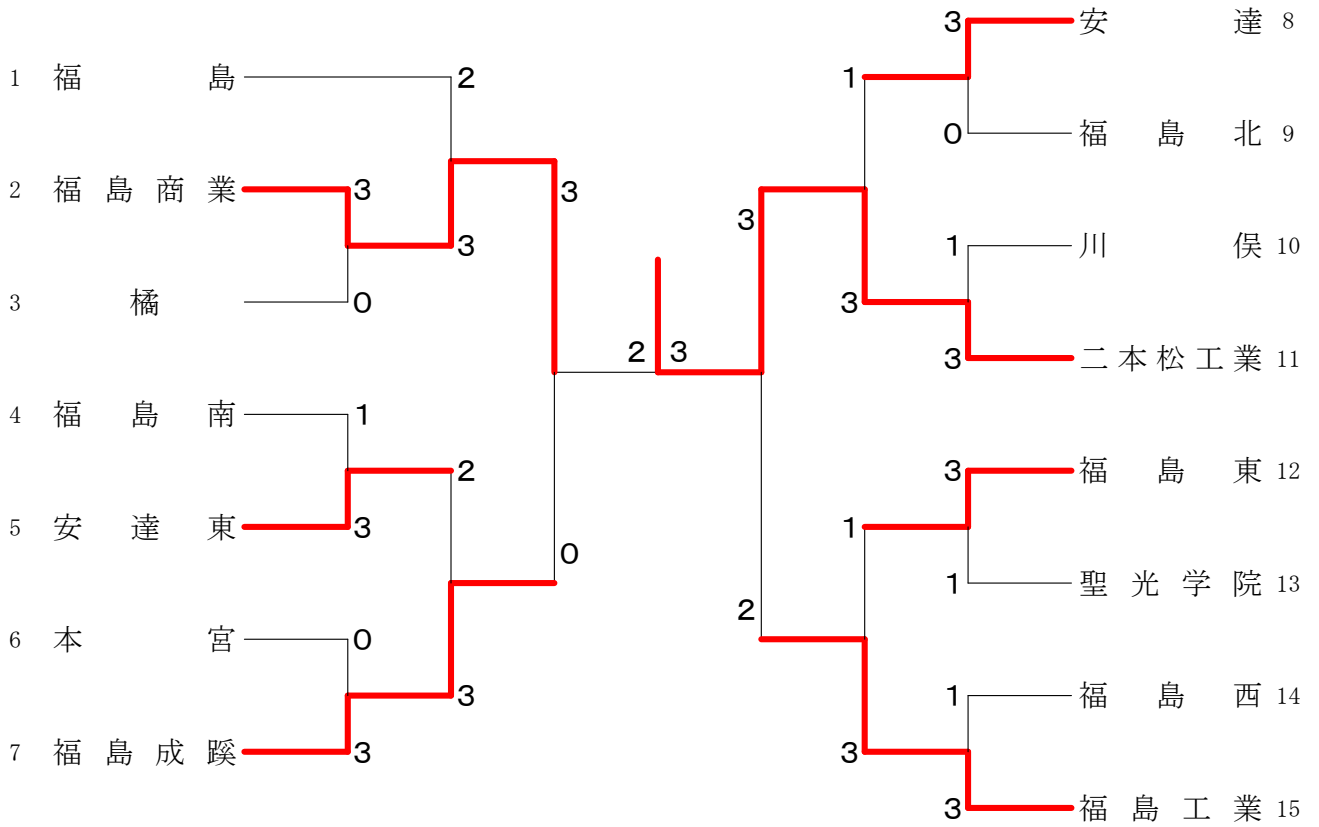 1 福島 2
2 福島商業 3
3
3 橘 0
3
4 福島南 1
2
5 安達東 3
0
6 本宮 0
3
7 福島成蹊 3
2 3
3 安達 8
1
0 福島北 9
3
1 川俣 10
3
3 二本松工業 11
3 福島東 12
1
1 聖光学院 13
2
1 福島西 14
3
3 福島工業 15